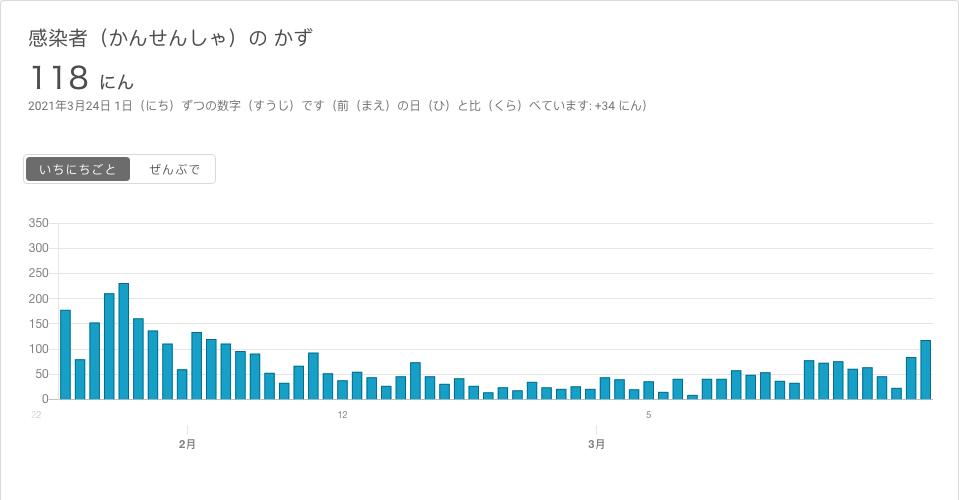 感染者（かんせんしゃ）の かず
118 にん
2021年3月24日 1日（にち）ずつの数字（すうじ）です（前（まえ）の日（ひ）と比（くら）べています: +34 にん）
いちにちごと ぜんぶで
350
300
250
200
150
100
50
0
22 12 5
2月 3月